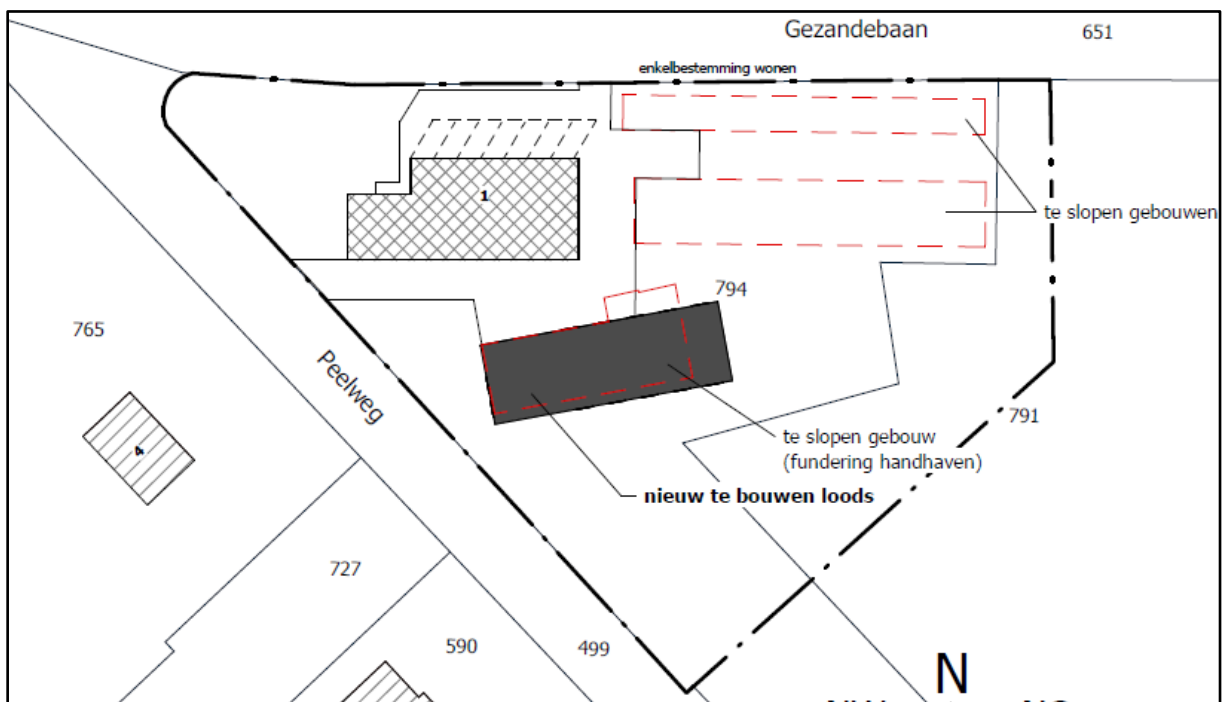 Gezandebaan
651
enkelbestemming wonen
1
te slopen gebouwen
794
765
Peelweg
791
4
te slopen gebouw
(fundering handhaven)
nieuw te bouwen loods
727
590
499
N